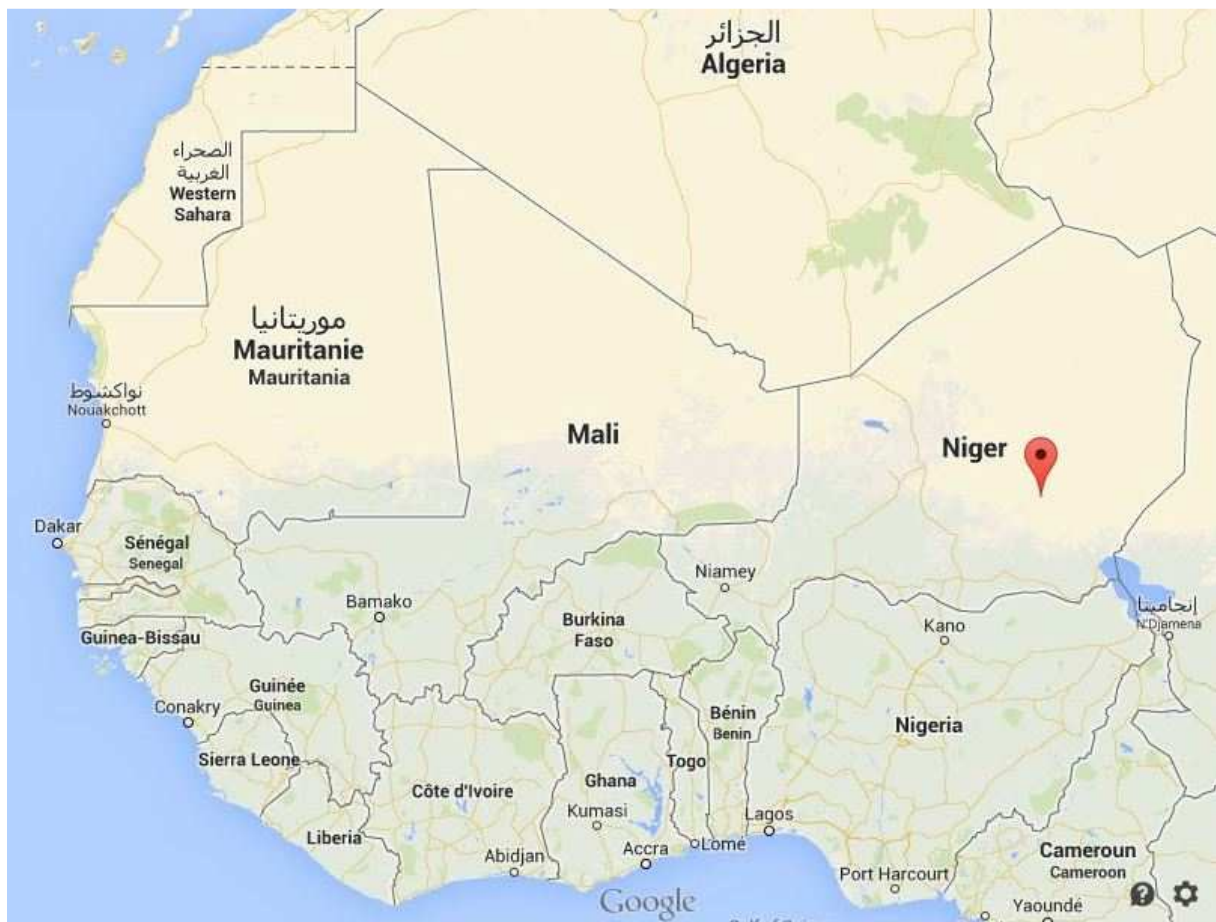 الجزائر
Algeria
الصحراء
الغربية
Western
Sahara
موريتانيا
Mauritanie
Mauritania
نواكشوط
Nouakchott
Mali
Niger
Dakar
Sénégal
Senegal
Niamey
Bamako
Burkina
Faso
Kano
إنجامينا
N'Djamena
Guinea-Bissau
Guinée
Guinea
Conakry
Bénin
Benin
Nigeria
Sierra Leone
Togo
Ghana
Côte d'Ivoire
Kumasi
Lagos
Liberia
Lomé
Abidjan
Accra
Cameroun
Cameroon
Port Harcourt
Google
Yaoundé